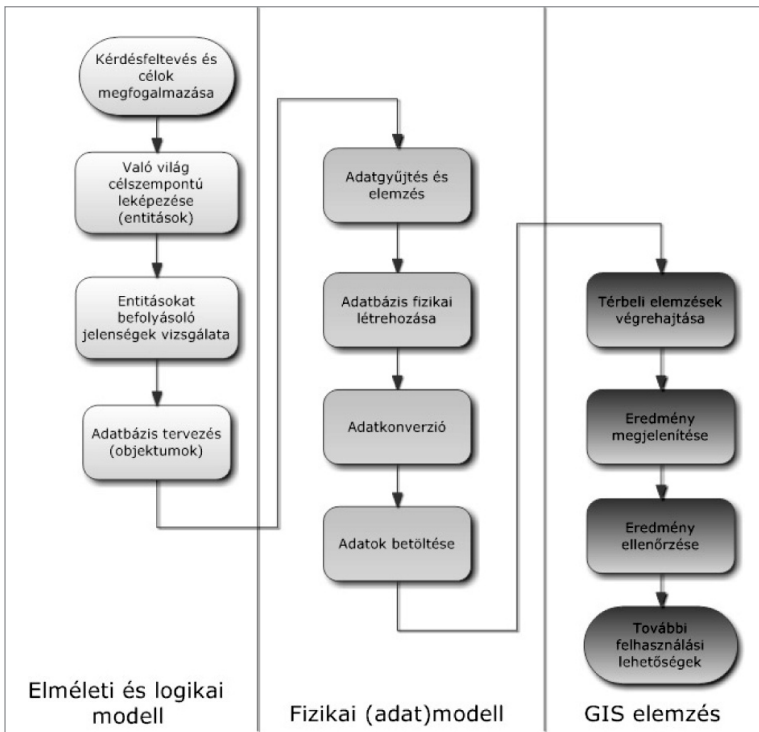 Kérdésfeltevés és
célok
megfogalmazása
Való világ
célszempontú
leképezése
(entitások)
Entitásokat
befolyásoló
jelenségek vizsgálata
Adatbázis tervezés
(objektumok)
Elméleti és logikai
modell
Adatgyűjtés és
elemzés
Adatbázis fizikai
létrehozása
Adatkonverzió
Adatok betöltése
Fizikai (adat)modell
Térbeli elemzések
végrehajtása
Eredmény
megjelenítése
Eredmény
ellenőrzése
További
felhasználási
lehetőségek
GIS elemzés